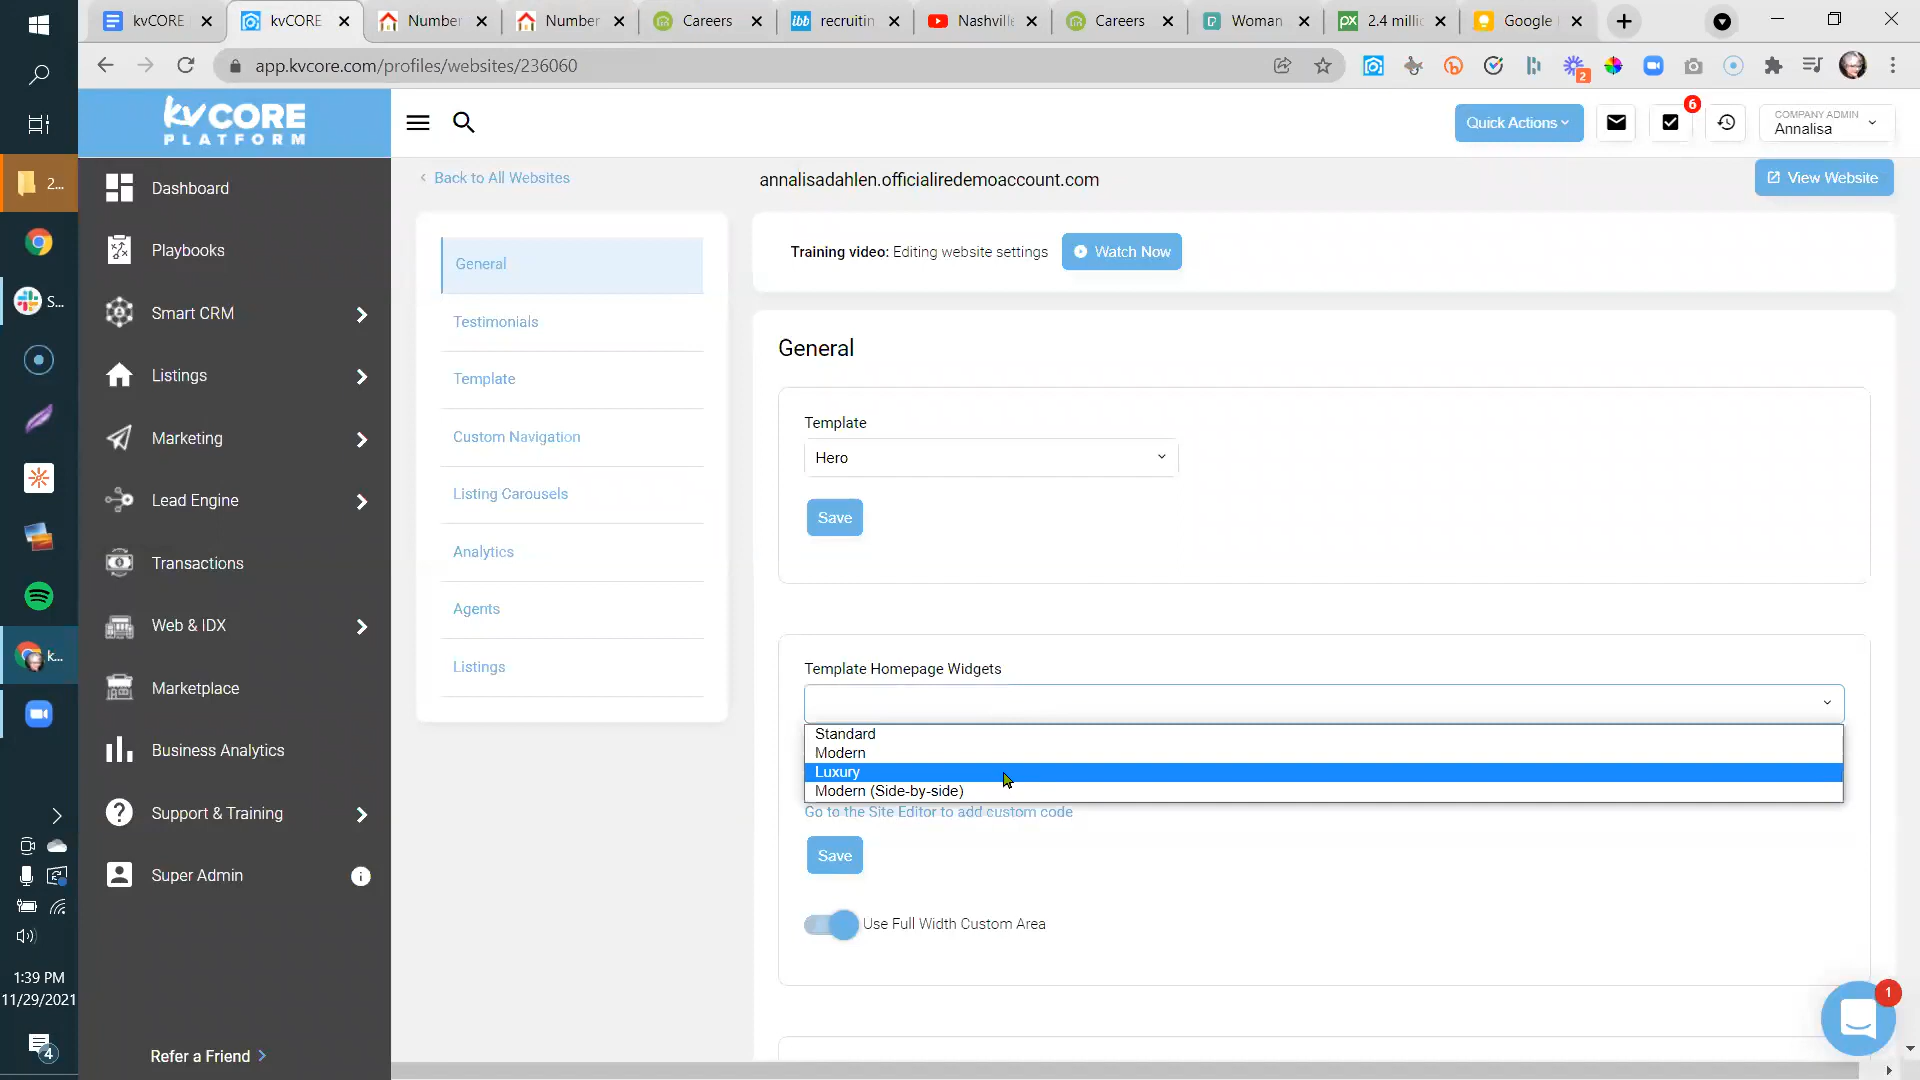 kvCORE
kvCORE
Number
Number
Careers
recruitin
Nashville
Careers
Woman
2.4 millic
Google
app.kvcore.com/profiles/websites/236060
2
2...
S...
k...
1:39 PM
11/29/2021
4
kvCORE
PLATFORM
Dashboard
Playbooks
Smart CRM
Listings
Marketing
Lead Engine
Transactions
Web & IDX
Marketplace
Business Analytics
Support & Training
Super Admin
Refer a Friend
Quick Actions
6
COMPANY ADMIN
Annalisa
Back to All Websites
annalisadahlen.officialiredemoaccount.com
View Website
General
Testimonials
Template
Custom Navigation
Listing Carousels
Analytics
Agents
Listings
Training video: Editing website settings
Watch Now
General
Template
Hero
Save
Template Homepage Widgets
Standard
Modern
Luxury
Modern (Side-by-side)
Go to the Site Editor to add custom code
Save
Use Full Width Custom Area
1